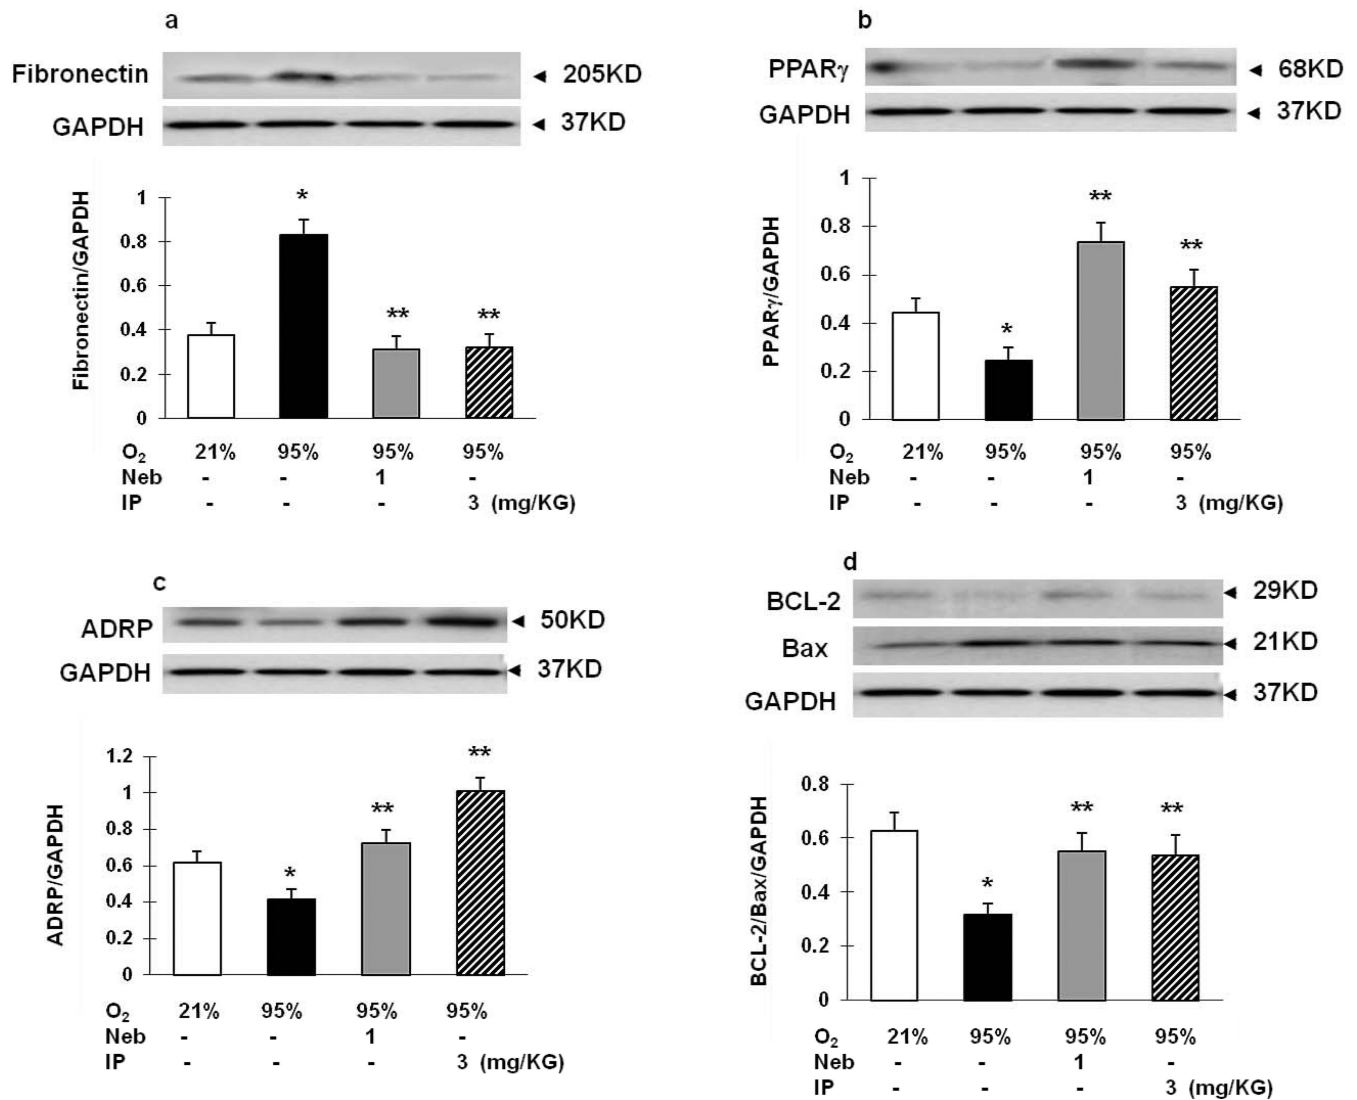 a
Fibronectin
205KD
GAPDH
37KD
Fibronectin/GAPDH
1
0.8
0.6
0.4
0.2
0
*
**
**
O2 21% 95% 95% 95%
Neb - - 1 -
IP - - - 3 (mg/KG)
b
PPARγ
68KD
GAPDH
37KD
PPARγ/GAPDH
1
0.8
0.6
0.4
0.2
0
*
**
**
O2 21% 95% 95% 95%
Neb - - 1 -
IP - - - 3 (mg/KG)
c
ADRP
50KD
GAPDH
37KD
ADRP/GAPDH
1.2
1
0.8
0.6
0.4
0.2
0
*
**
**
O2 21% 95% 95% 95%
Neb - - 1 -
IP - - - 3 (mg/KG)
d
BCL-2
29KD
Bax
21KD
GAPDH
37KD
BCL-2/Bax/GAPDH
0.8
0.6
0.4
0.2
0
*
**
**
O2 21% 95% 95% 95%
Neb - - 1 -
IP - - - 3 (mg/KG)